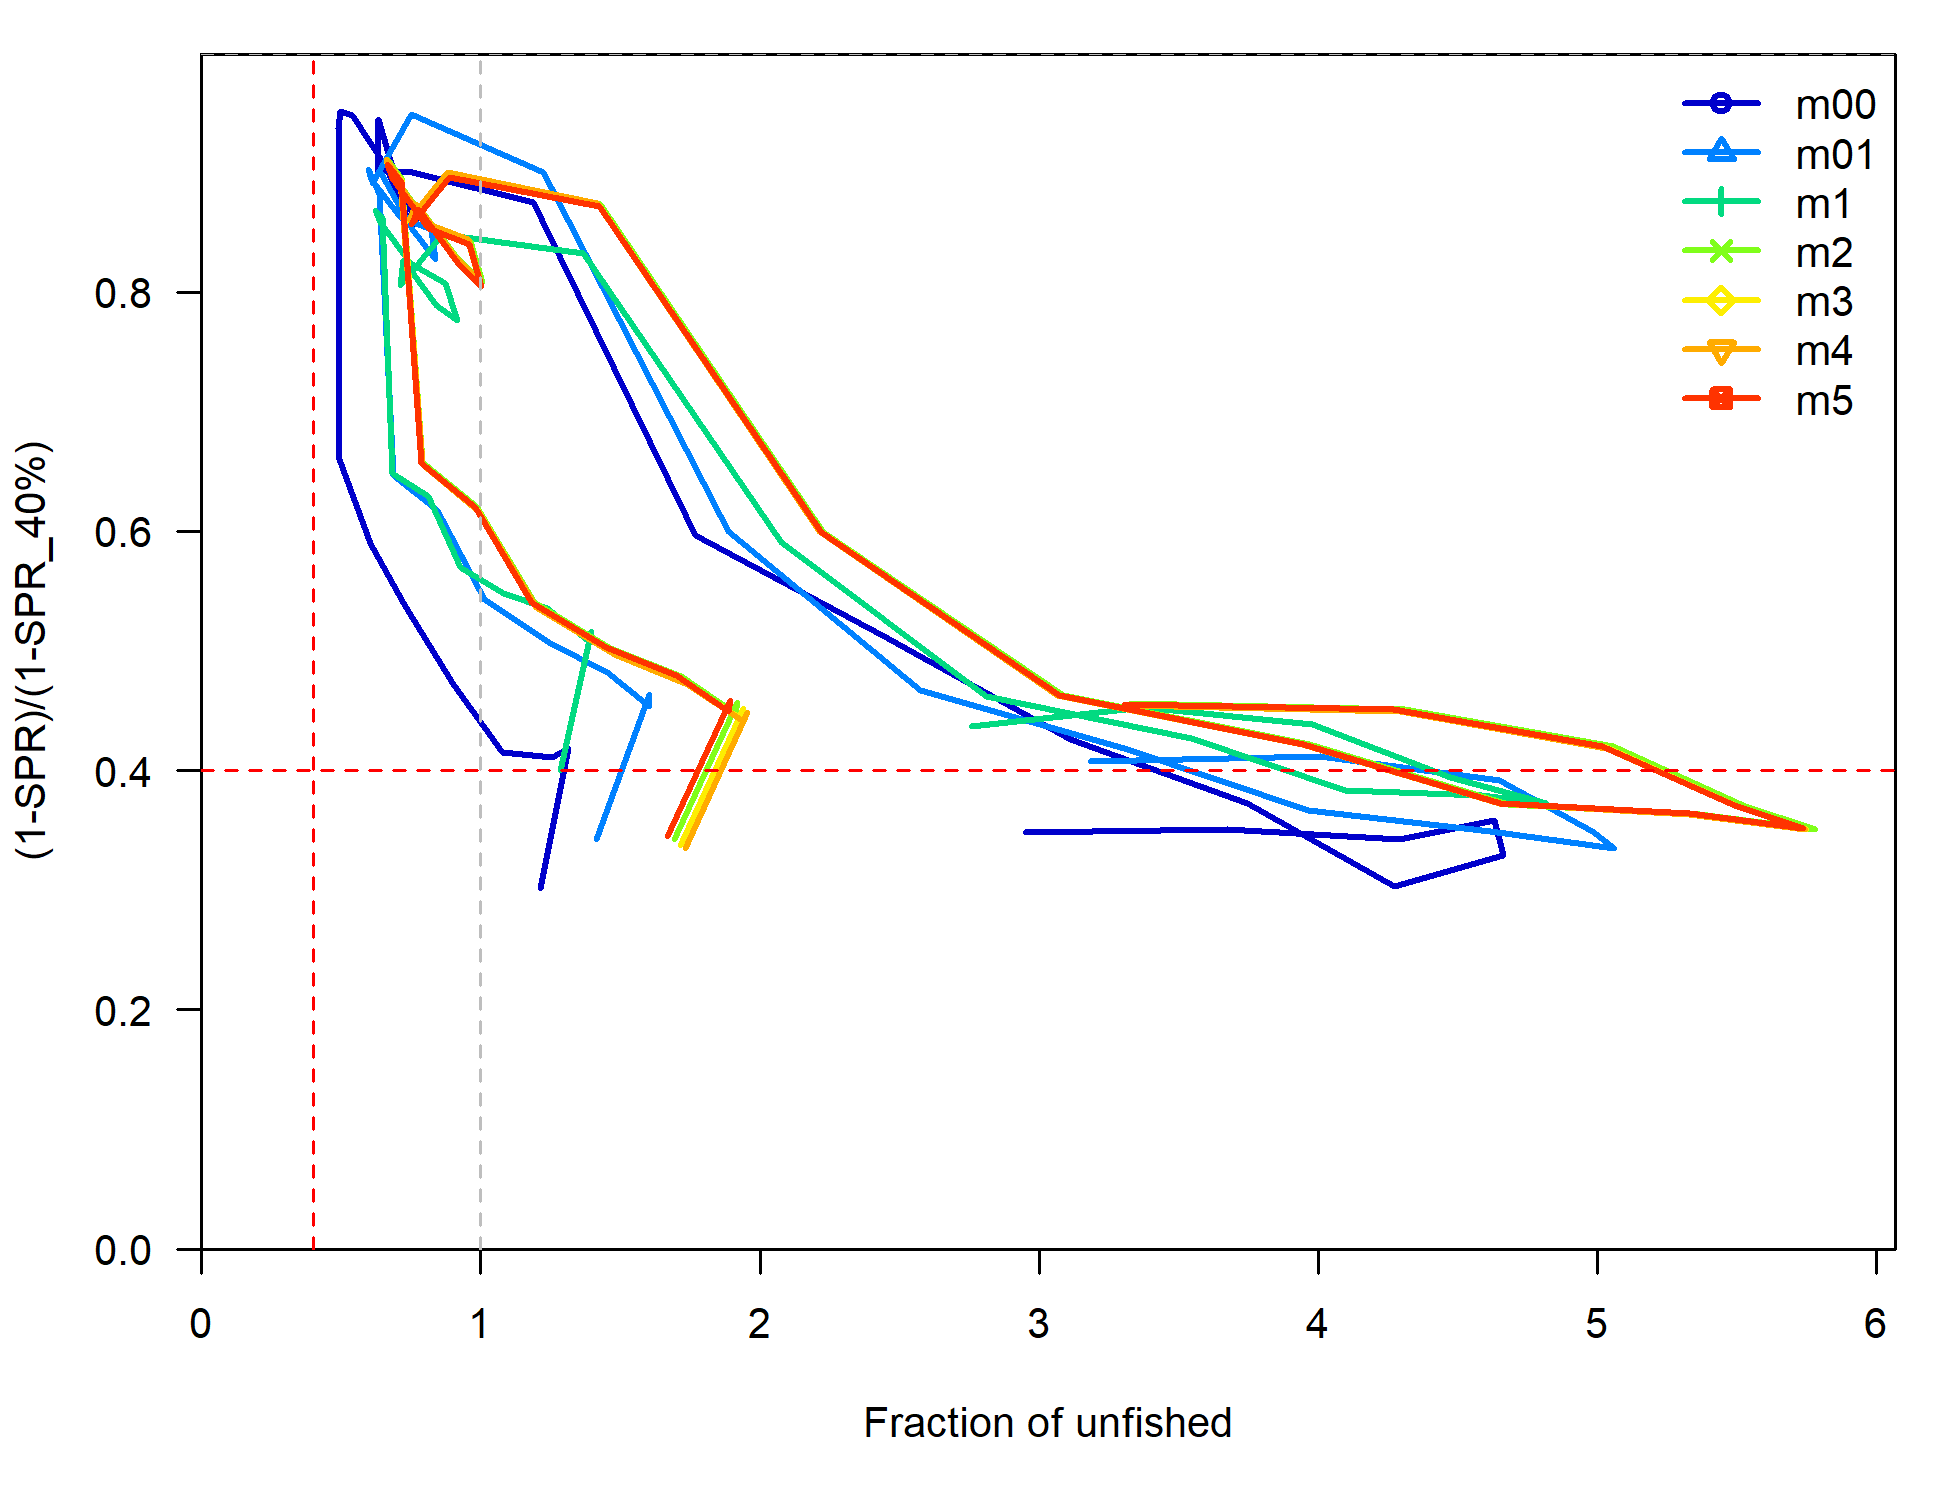 m00
m01
m1
m2
m3
m4
m5
(1-SPR)/(1-SPR_40%)
0.8
0.6
0.4
0.2
0.0
0 1 2 3 4 5 6
Fraction of unfished